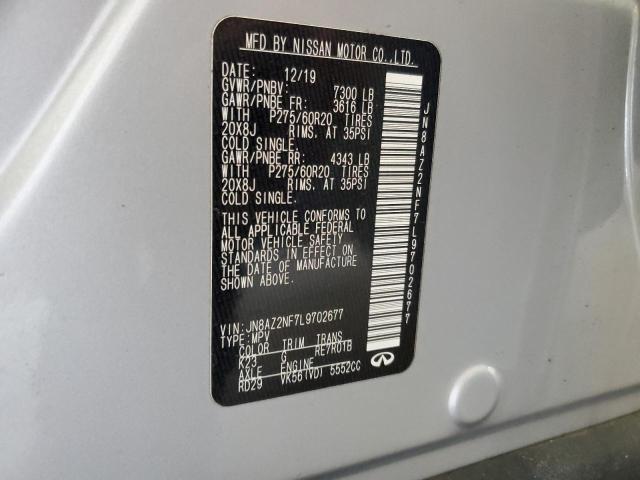 MFD BY NISSAN MOTOR CO.,LTD.
DATE: 12/19
GVWR/PNBV: 7300 LB
GAWR/PNBE FR: 3616 LB
WITH P275/60R20 TIRES
20X8J RIMS. AT 35PSI
COLD SINGLE.
GAWR/PNBE RR: 4343 LB
WITH P275/60R20 TIRES
20X8J RIMS. AT 35PSI
COLD SINGLE.
THIS VEHICLE CONFORMS TO
ALL APPLICABLE FEDERAL
MOTOR VEHICLE SAFETY
STANDARDS IN EFFECT ON
THE DATE OF MANUFACTURE
SHOWN ABOVE.
VIN:JN8AZ2NF7L9702677
TYPE:MPV
COLOR TRIM TRANS
K23 G RE7R01B
AXLE ENGINE
RD29 VK56(VD) 5552CC
JN8AZ2NF7L9702677